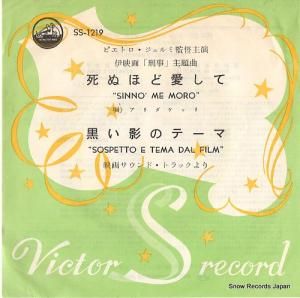 SS-1219
ピエトロ・ジェルミ監督主演
伊映画「刑事」主題曲
死ぬほど愛して
"SINNO' ME MORO"
唄) アリダ・ケッリ
黒い影のテーマ
"SOSPETTO E TEMA DAL FILM"
映画サウンド・トラックより
Victor S record
Snow Records Japan